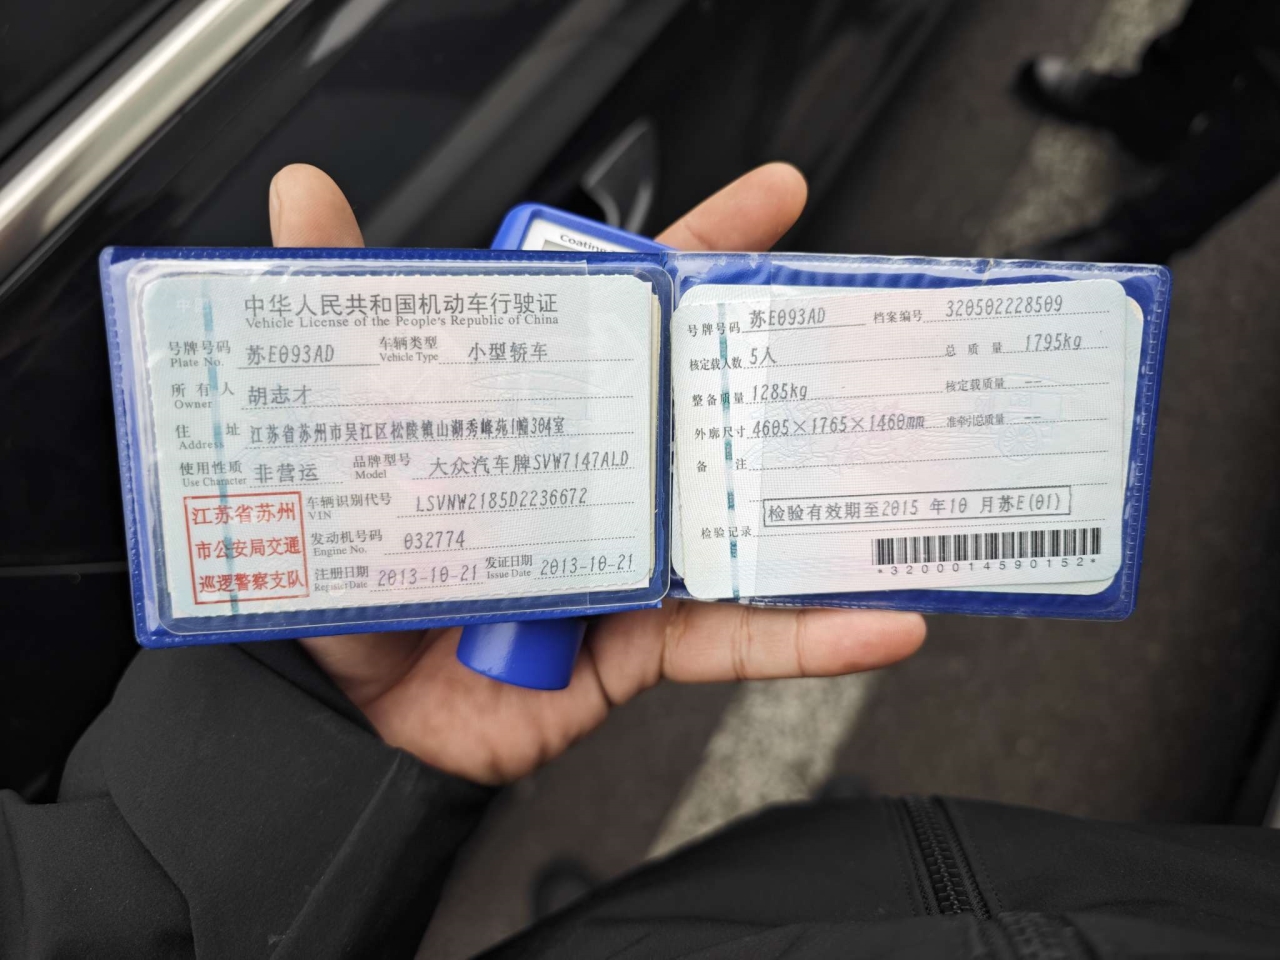 Coating
中华人民共和国机动车行驶证
Vehicle License of the People's Republic of China
号牌号码 苏E093AD 车辆类型 小型轿车
Plate No. Vehicle Type
所有人 胡志才
Owner
住址 江苏省苏州市吴江区松陵镇山湖秀峰苑1幢304室
Address
使用性质 非营运 品牌型号 大众汽车牌SVW7147ALD
Use Character Model
江苏省苏州
市公安局交通
巡逻警察支队
车辆识别代号 LSVNW2185D2236672
VIN
发动机号码 032774
Engine No.
注册日期 2013-10-21 发证日期 2013-10-21
Register Date Issue Date
号牌号码 苏E093AD 档案编号 320502228509
核定载人数 5人 总质量 1795kg
整备质量 1285kg 核定载质量 --
外廓尺寸 4605×1765×1460mm 准牵引总质量 --
备注
检验有效期至2015 年10 月苏E(01)
检验记录
*3200014590152*